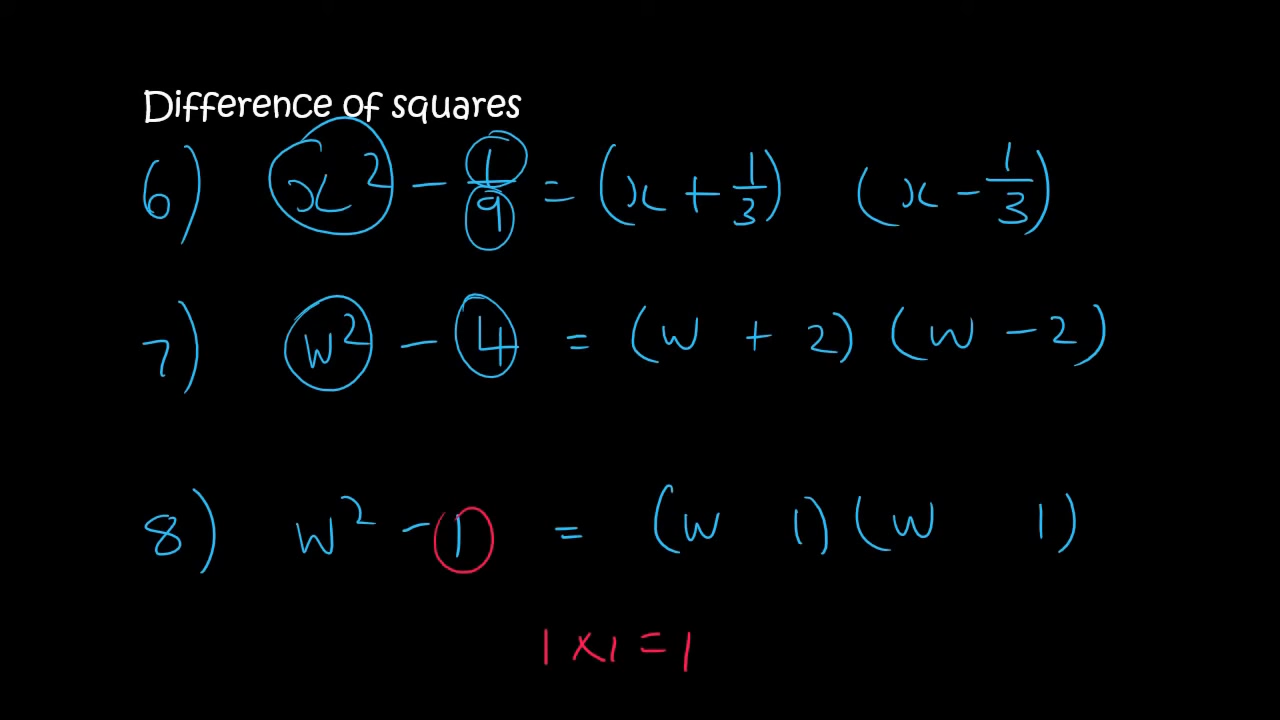 Difference of squares
6) x² - 1/9 = (x + 1/3) (x - 1/3)
7) w² - 4 = (w + 2) (w - 2)
8) w² - 1 = (w 1) (w 1)
1 × 1 = 1